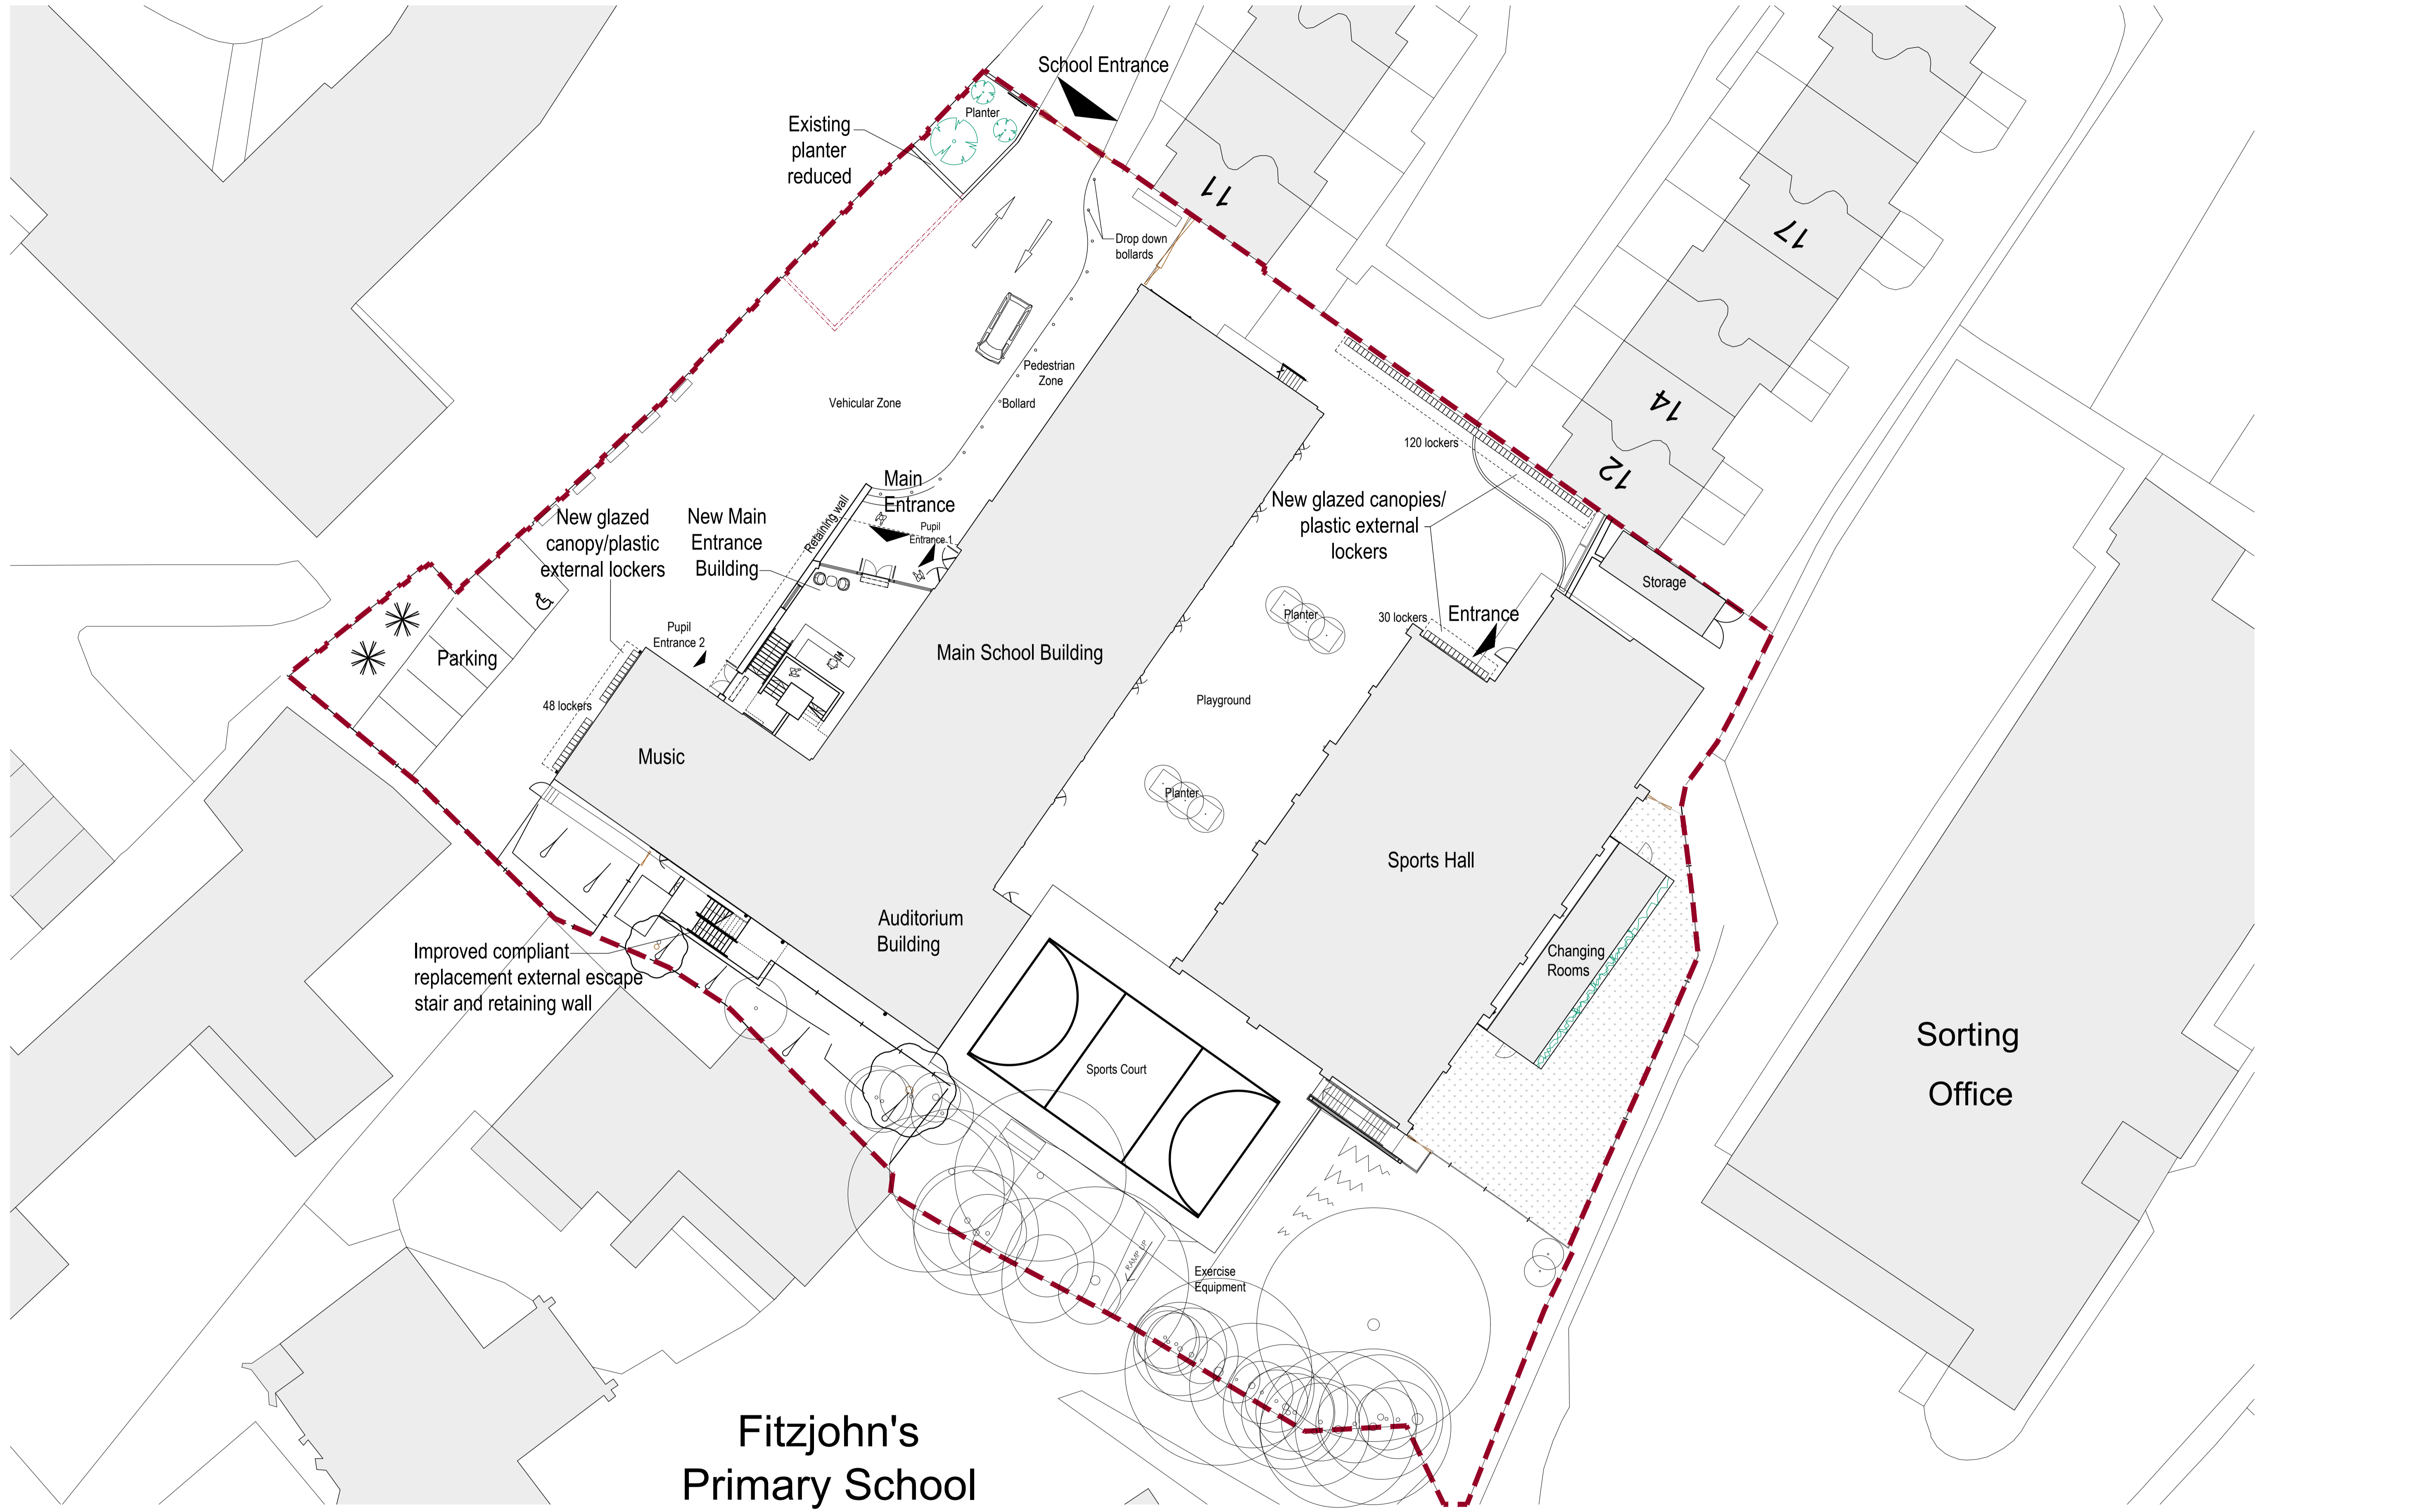 School Entrance
Planter
Existing
planter
reduced
11
17
Drop down
bollards
Pedestrian
Zone
Bollard
Vehicular Zone
14
12
120 lockers
Main
Entrance
Pupil
Entrance 1
Retaining wall
New glazed
canopy/plastic
external lockers
New Main
Entrance
Building
New glazed canopies/
plastic external
lockers
Storage
Planter
30 lockers
Entrance
Pupil
Entrance 2
Parking
Main School Building
48 lockers
Playground
Music
Planter
Sports Hall
Auditorium
Building
Changing
Rooms
Improved compliant
replacement external escape
stair and retaining wall
Sports Court
Sorting
Office
RAMP UP
Exercise
Equipment
Fitzjohn's
Primary School